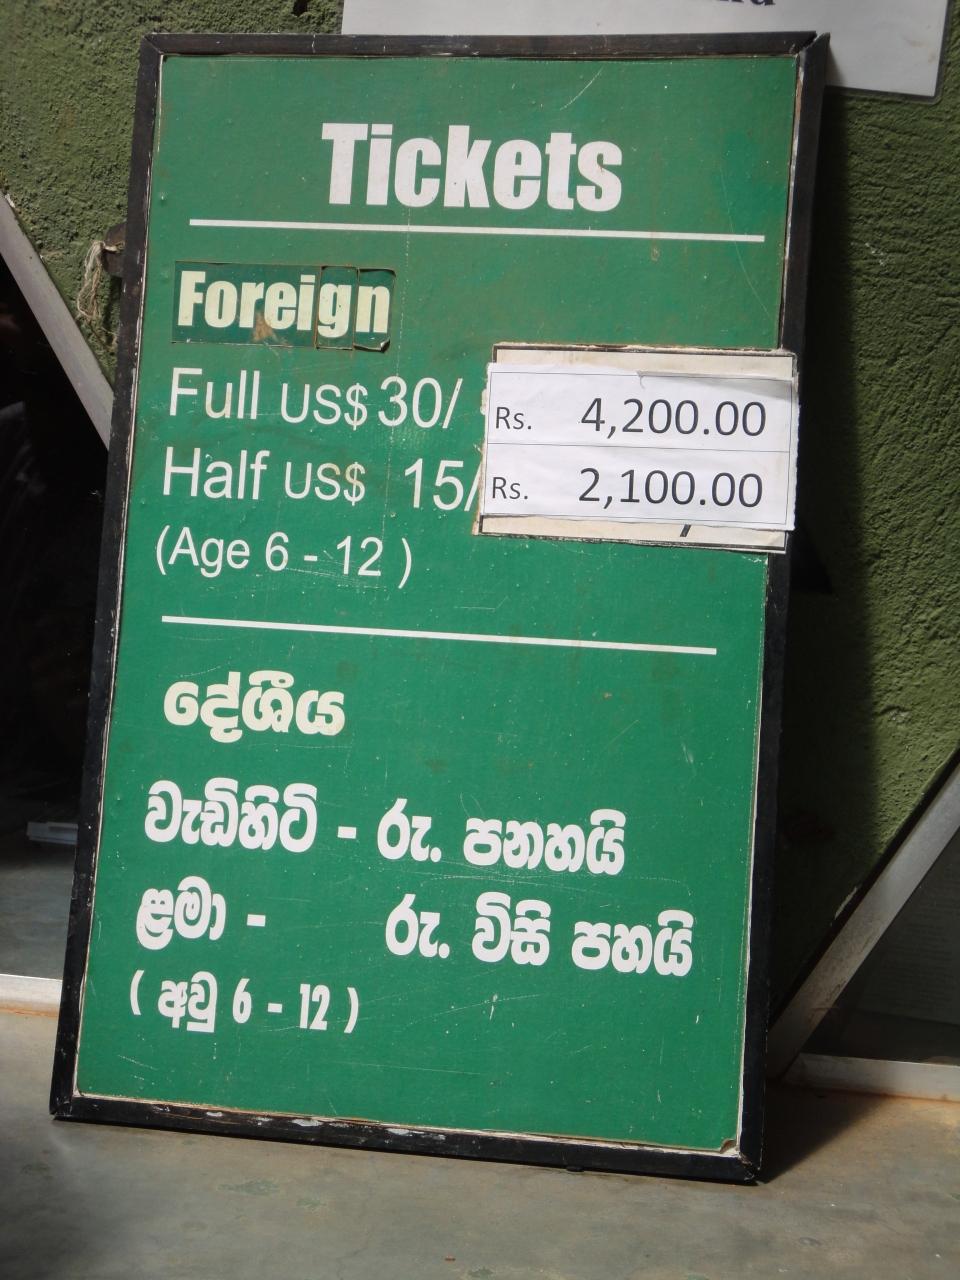 Tickets
Foreign
Full US$ 30/ Rs. 4,200.00
Half US$ 15/ Rs. 2,100.00
(Age 6 - 12 )
දේශීය
වැඩිහිටි - රු. පනහයි
ළමා - රු. විසි පහයි
( අවු 6 - 12 )